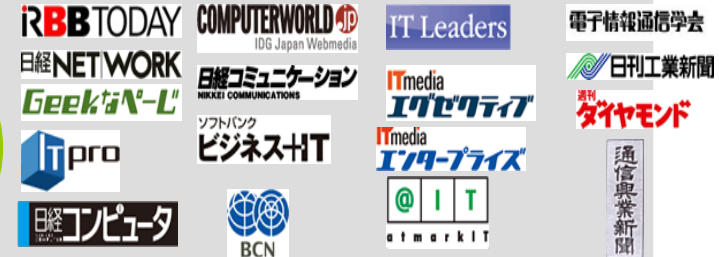 RBB TODAY
日経NETWORK
Geekなぺーじ
ITpro
日経コンピュータ
COMPUTERWORLD.jp
IDG Japan Webmedia
日経コミュニケーション
NIKKEI COMMUNICATIONS
ソフトバンク
ビジネス+IT
BCN
IT Leaders
ITmedia
エグゼクティブ
ITmedia
エンタープライズ
@IT
atmarkIT
電子情報通信学会
日刊工業新聞
週刊
ダイヤモンド
通信興業新聞